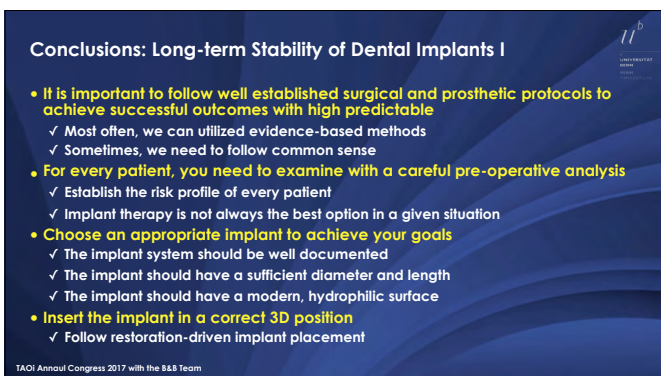 u^b
UNIVERSITÄT
BERN
Conclusions: Long-term Stability of Dental Implants I
• It is important to follow well established surgical and prosthetic protocols to
achieve successful outcomes with high predictable
✓ Most often, we can utilized evidence-based methods
✓ Sometimes, we need to follow common sense
• For every patient, you need to examine with a careful pre-operative analysis
✓ Establish the risk profile of every patient
✓ Implant therapy is not always the best option in a given situation
• Choose an appropriate implant to achieve your goals
✓ The implant system should be well documented
✓ The implant should have a sufficient diameter and length
✓ The implant should have a modern, hydrophilic surface
• Insert the implant in a correct 3D position
✓ Follow restoration-driven implant placement
TAOi Annaul Congress 2017 with the B&B Team